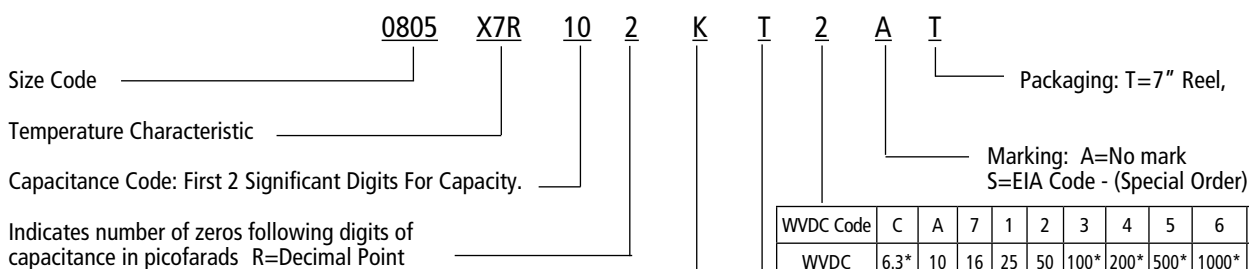 0805 X7R 10 2 K T 2 A T
Size Code
Packaging: T=7" Reel,
Temperature Characteristic
Marking: A=No mark
S=EIA Code - (Special Order)
Capacitance Code: First 2 Significant Digits For Capacity.
Indicates number of zeros following digits of
capacitance in picofarads R=Decimal Point
WVDC Code C A 7 1 2 3 4 5 6
WVDC 6.3* 10 16 25 50 100* 200* 500* 1000*